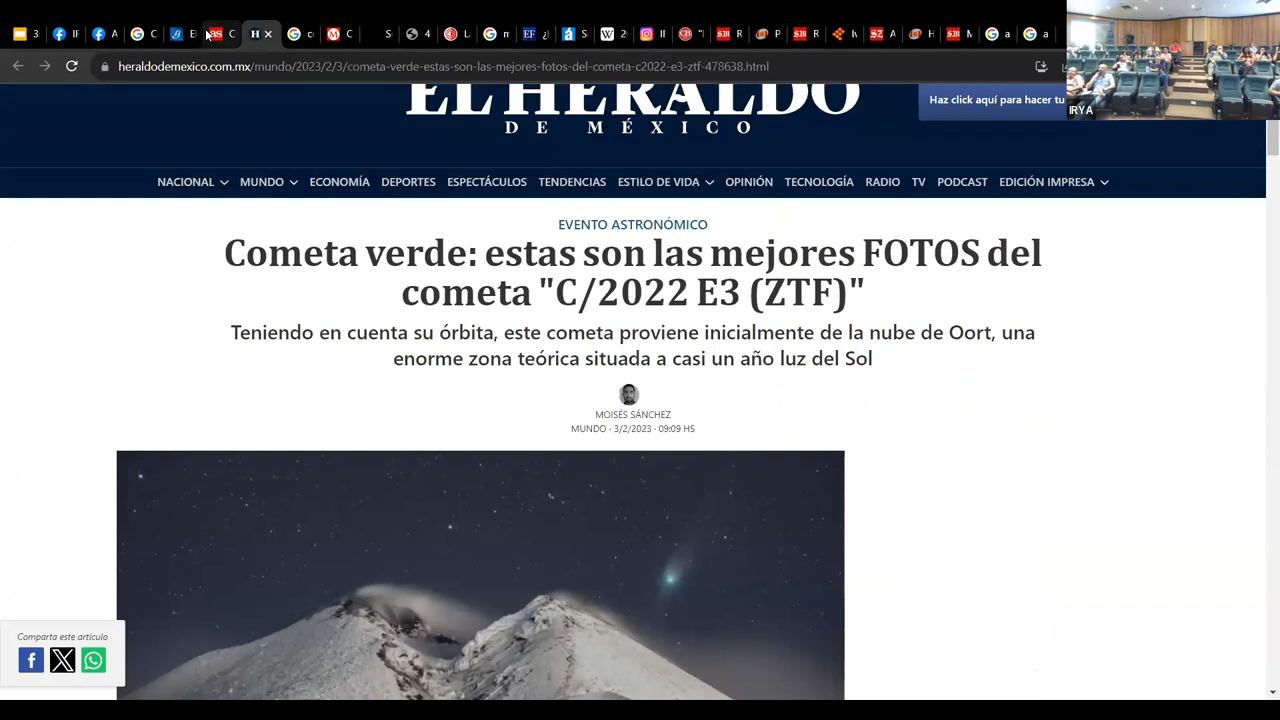 heraldodemexico.com.mx/mundo/2023/2/3/cometa-verde-estas-son-las-mejores-fotos-del-cometa-c2022-e3-ztf-478638.html
IRYA
EL HERALDO
DE MÉXICO
Haz click aquí para hacer tu
NACIONAL MUNDO ECONOMÍA DEPORTES ESPECTÁCULOS TENDENCIAS ESTILO DE VIDA OPINIÓN TECNOLOGÍA RADIO TV PODCAST EDICIÓN IMPRESA
EVENTO ASTRONÓMICO
Cometa verde: estas son las mejores FOTOS del
cometa "C/2022 E3 (ZTF)"
Teniendo en cuenta su órbita, este cometa proviene inicialmente de la nube de Oort, una
enorme zona teórica situada a casi un año luz del Sol
MOISÉS SÁNCHEZ
MUNDO · 3/2/2023 · 09:09 HS
Comparta este artículo